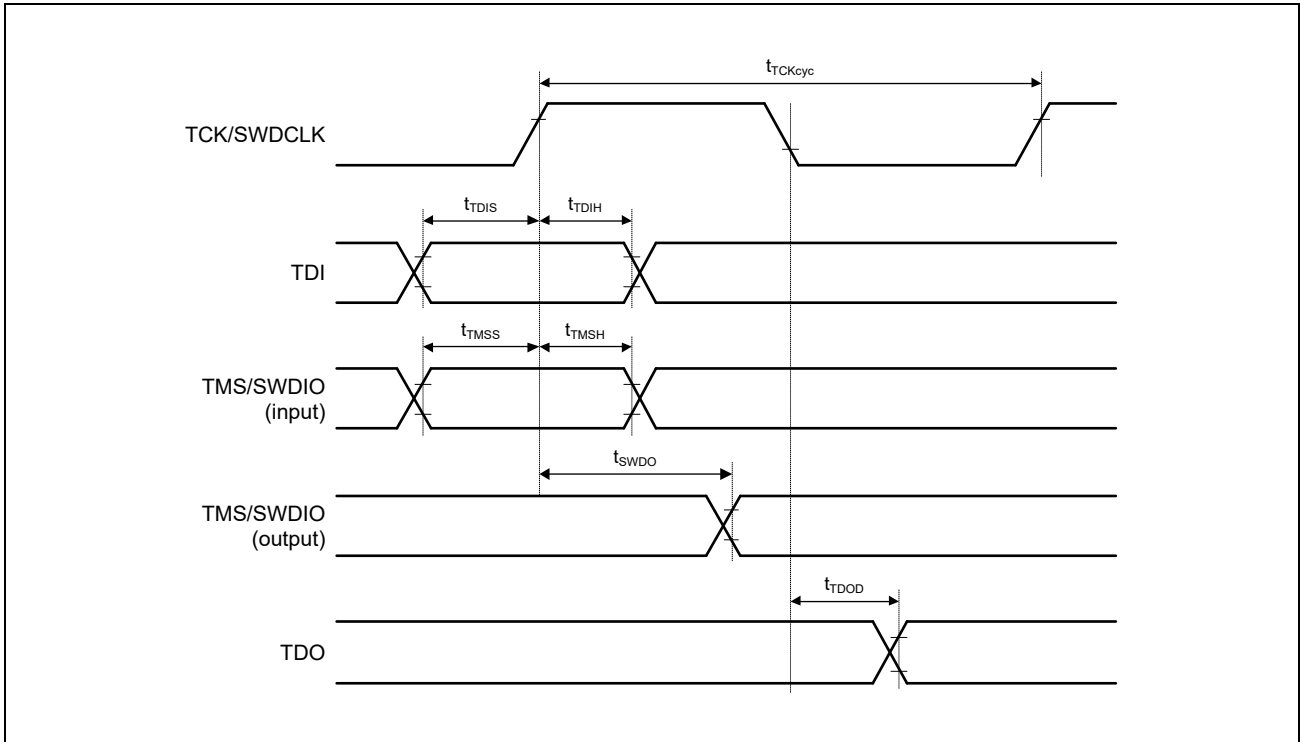 tTCKcyc
TCK/SWDCLK
tTDIS
tTDIH
TDI
tTMSS
tTMSH
TMS/SWDIO
(input)
tSWDO
TMS/SWDIO
(output)
tTDOD
TDO